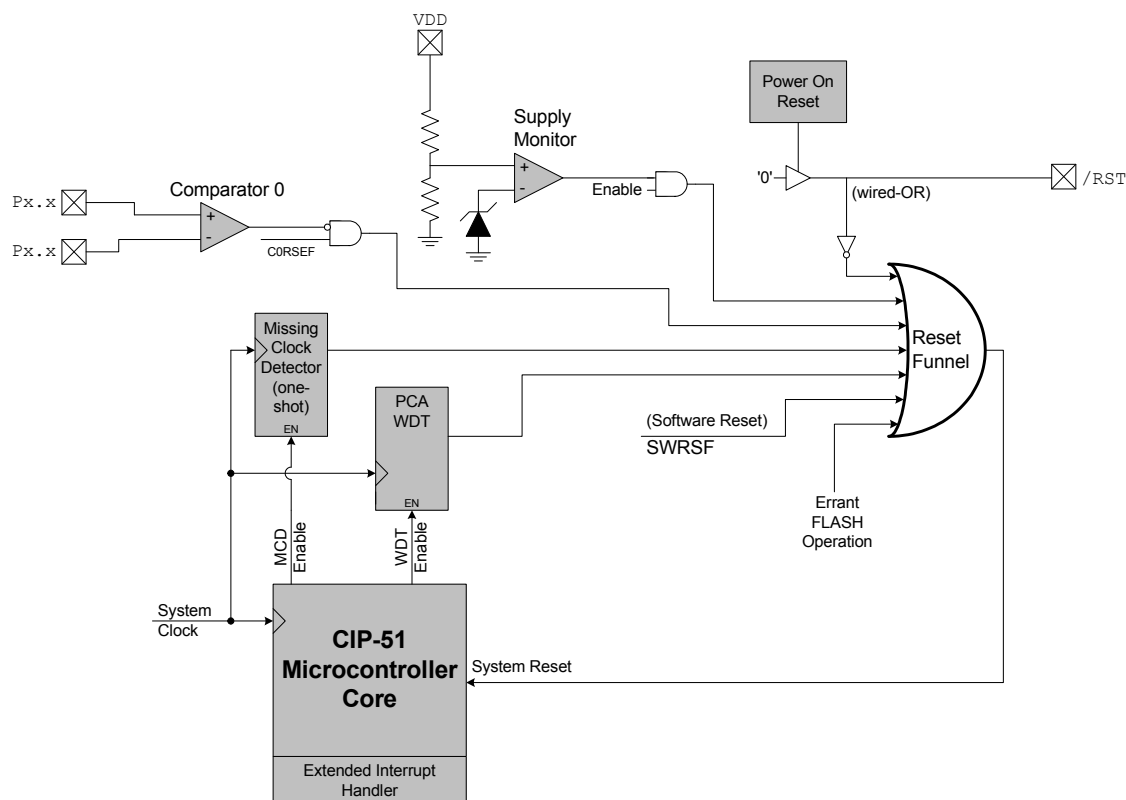 VDD
Power On
Reset
Supply
Monitor
+
-
Enable
'0'
(wired-OR)
/RST
Comparator 0
Px.x
Px.x
+
-
C0RSEF
Missing
Clock
Detector
(one-
shot)
EN
PCA
WDT
EN
Reset
Funnel
(Software Reset)
SWRSF
Errant
FLASH
Operation
MCD
Enable
WDT
Enable
System
Clock
CIP-51
Microcontroller
Core
System Reset
Extended Interrupt
Handler